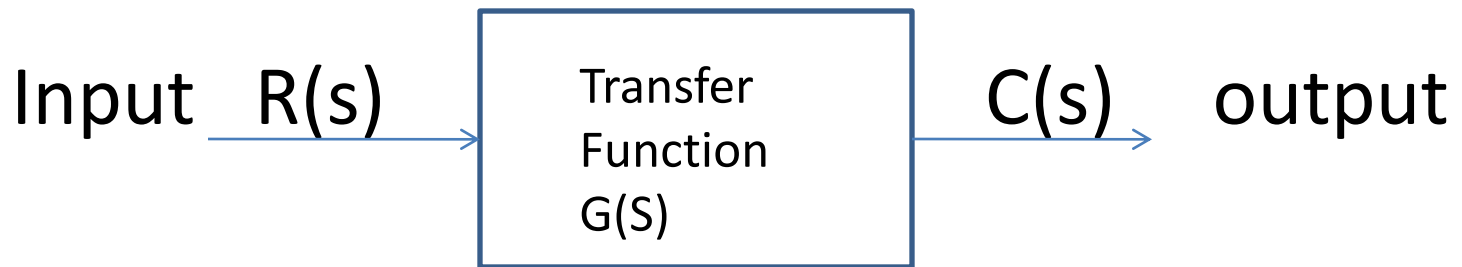 Input R(s)
Transfer
Function
G(S)
C(s) output